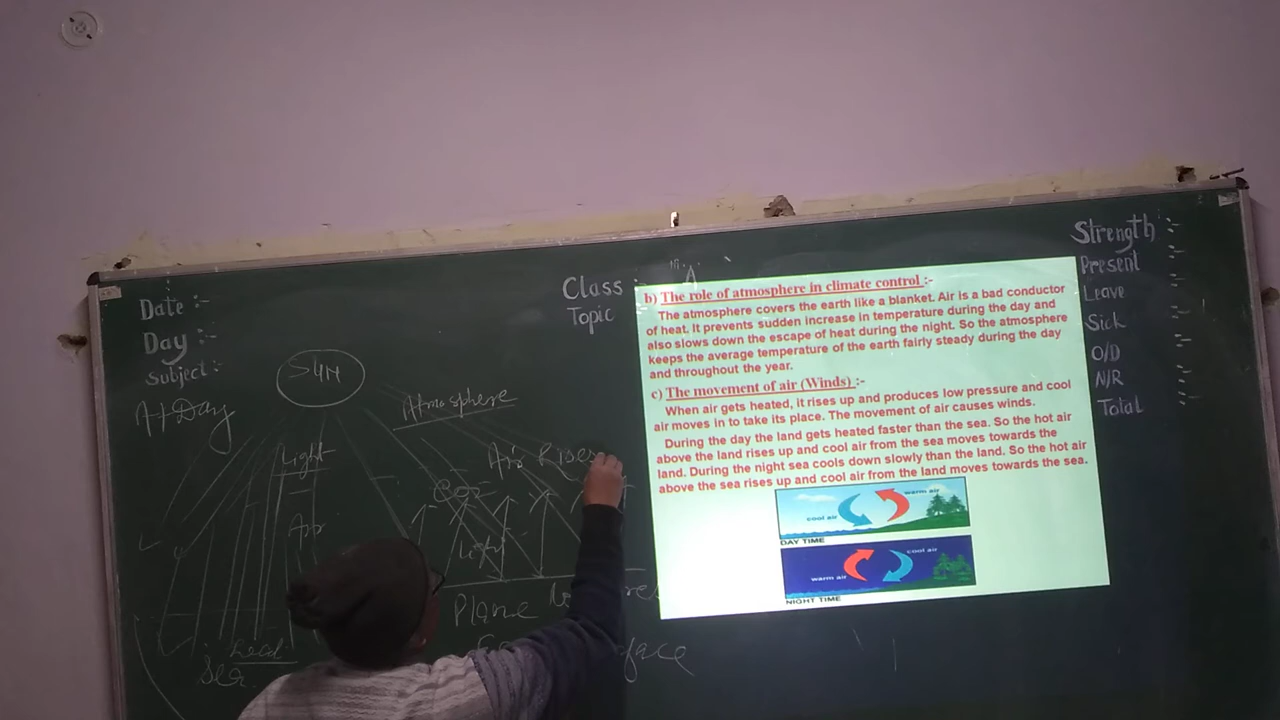 Date :-
Day :-
Subject :-
Class :- th A
Topic
Strength :-
Present
Leave
Sick
O/D
N/R
Total
At Day
Atmosphere
Light
Air Rises
Air
Light
Plane
Sea
b) The role of atmosphere in climate control :-
The atmosphere covers the earth like a blanket. Air is a bad conductor
of heat. It prevents sudden increase in temperature during the day and
also slows down the escape of heat during the night. So the atmosphere
keeps the average temperature of the earth fairly steady during the day
and throughout the year.
c) The movement of air (Winds) :-
When air gets heated, it rises up and produces low pressure and cool
air moves in to take its place. The movement of air causes winds.
During the day the land gets heated faster than the sea. So the hot air
above the land rises up and cool air from the sea moves towards the
land. During the night sea cools down slowly than the land. So the hot air
above the sea rises up and cool air from the land moves towards the sea.
cool air
warm air
DAY TIME
warm air
cool air
NIGHT TIME